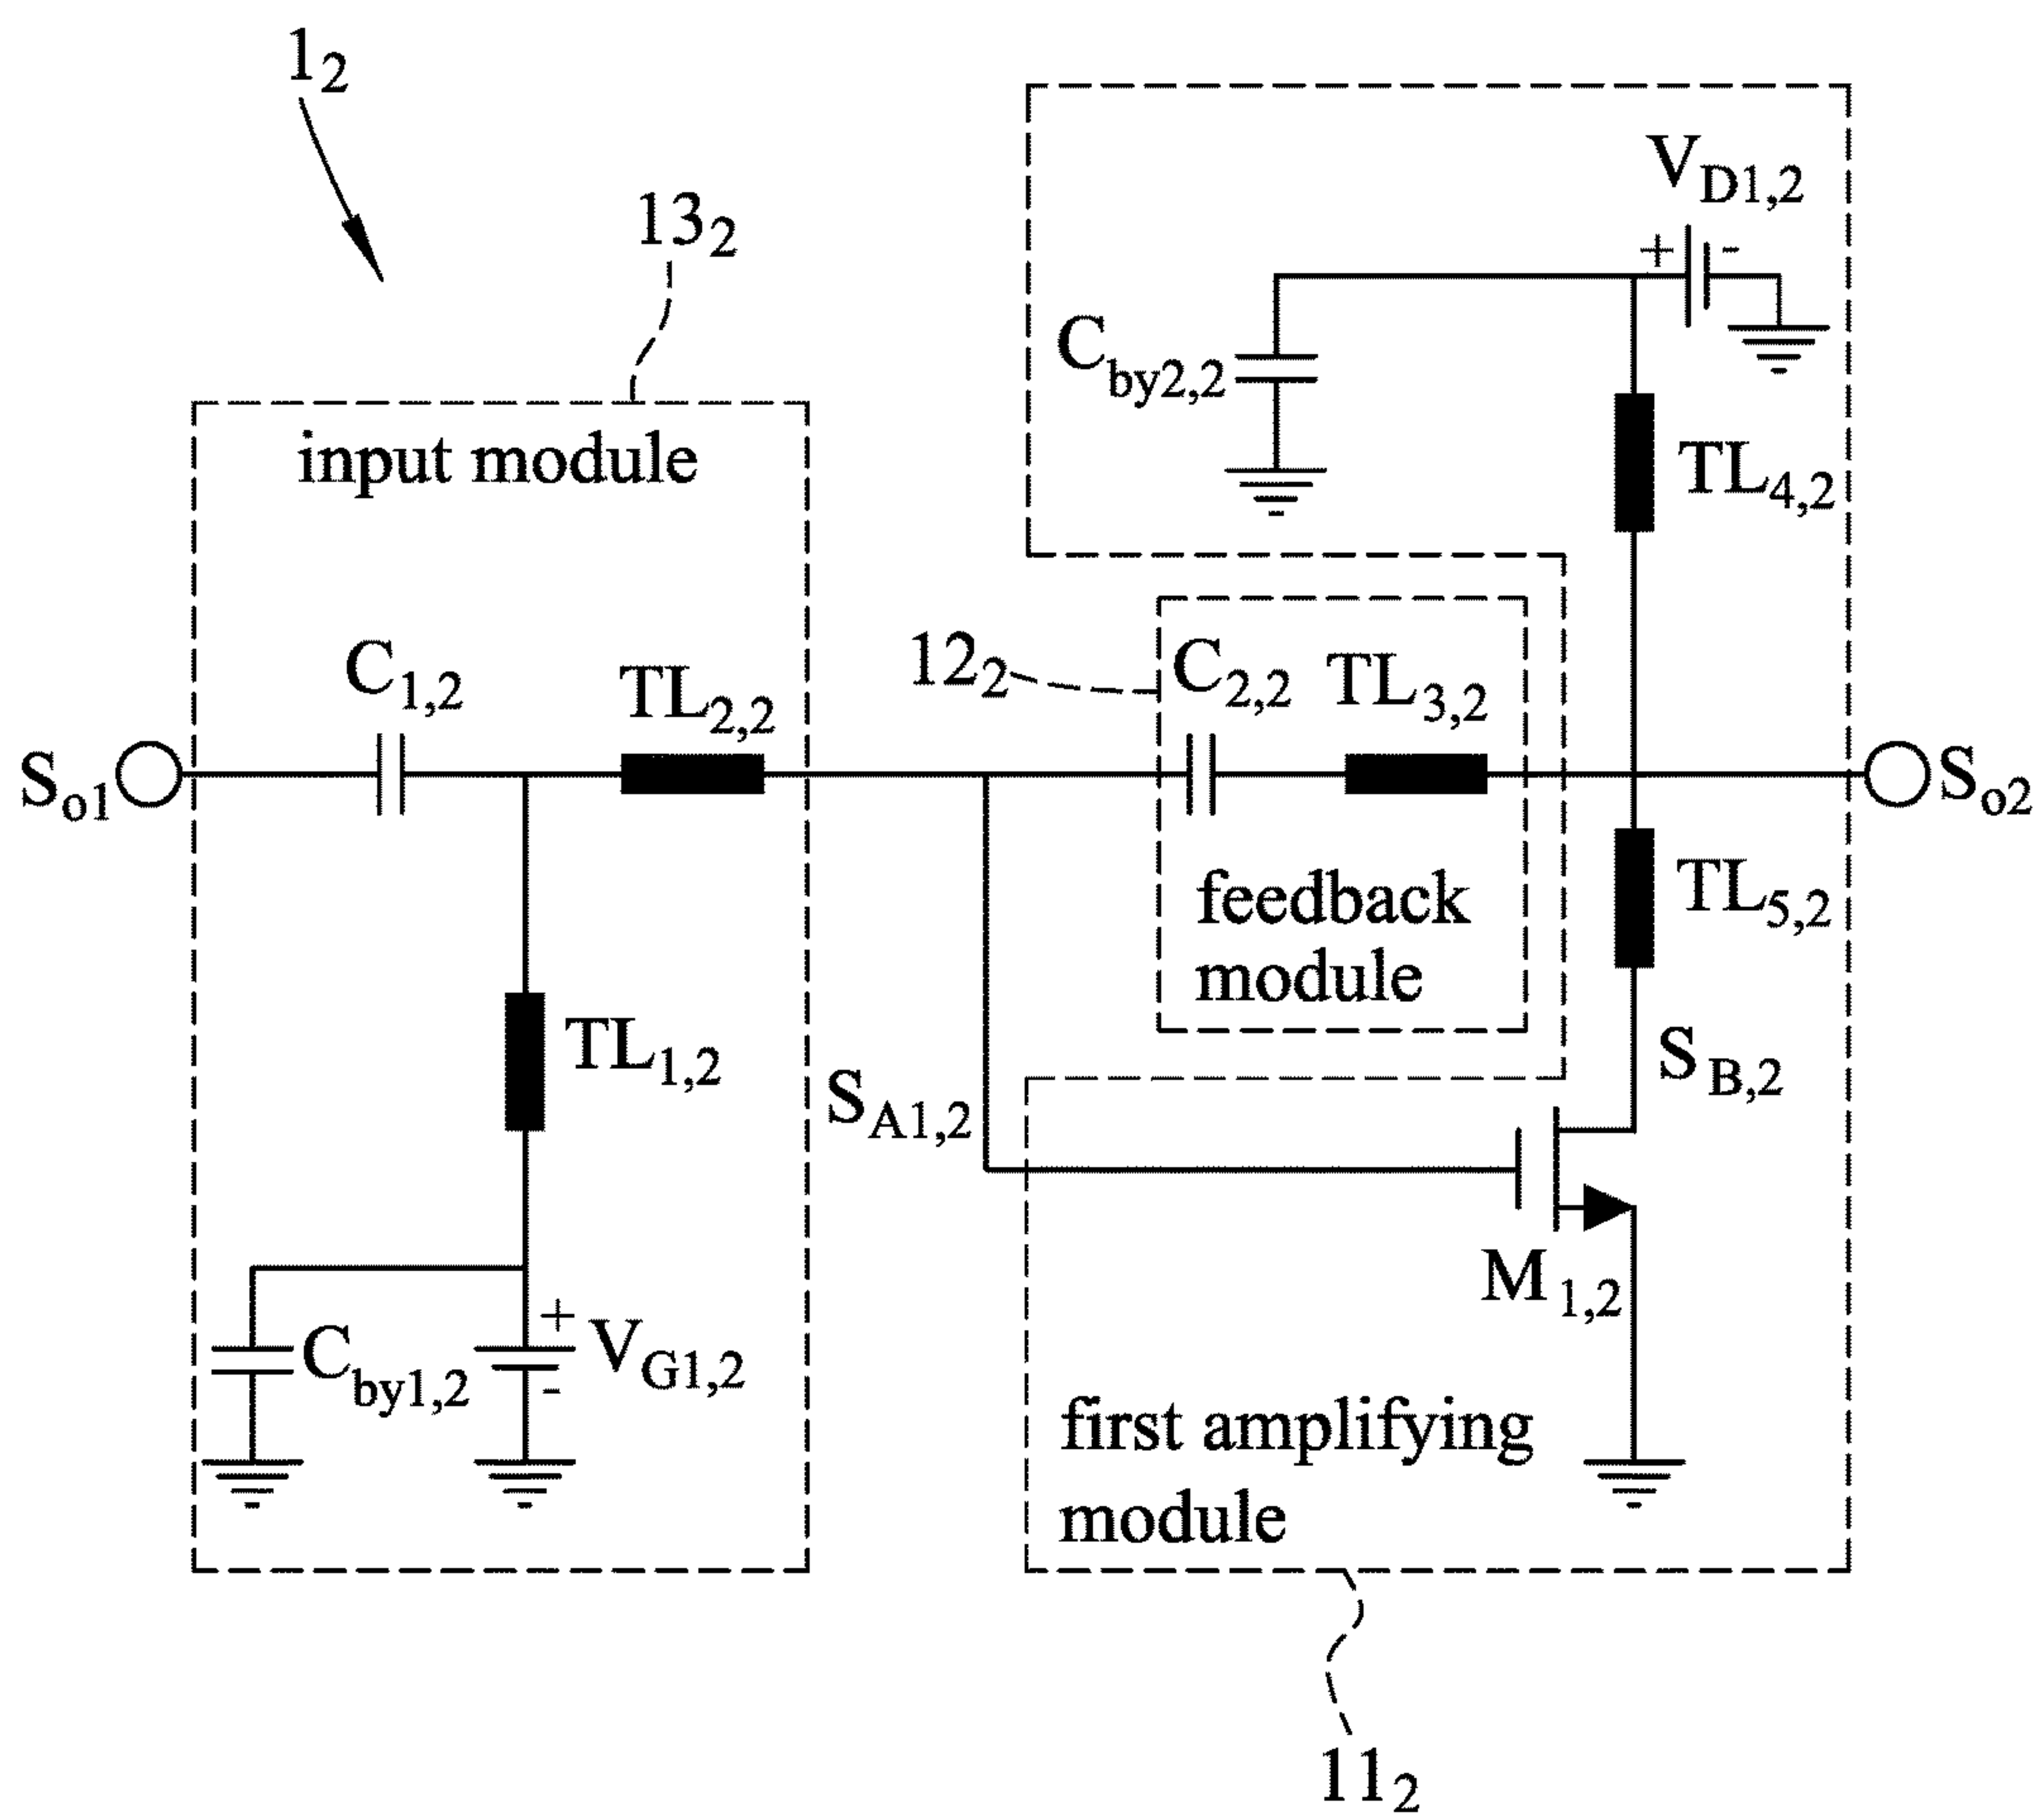 1₂
V_D1,2
+ -
13₂
C_by2,2
input module
TL_4,2
C_1,2
TL_2,2
12₂
C_2,2
TL_3,2
S_o1
S_o2
feedback
module
TL_5,2
TL_1,2
S_A1,2
S_B,2
M_1,2
+
C_by1,2
V_G1,2
-
first amplifying
module
11₂